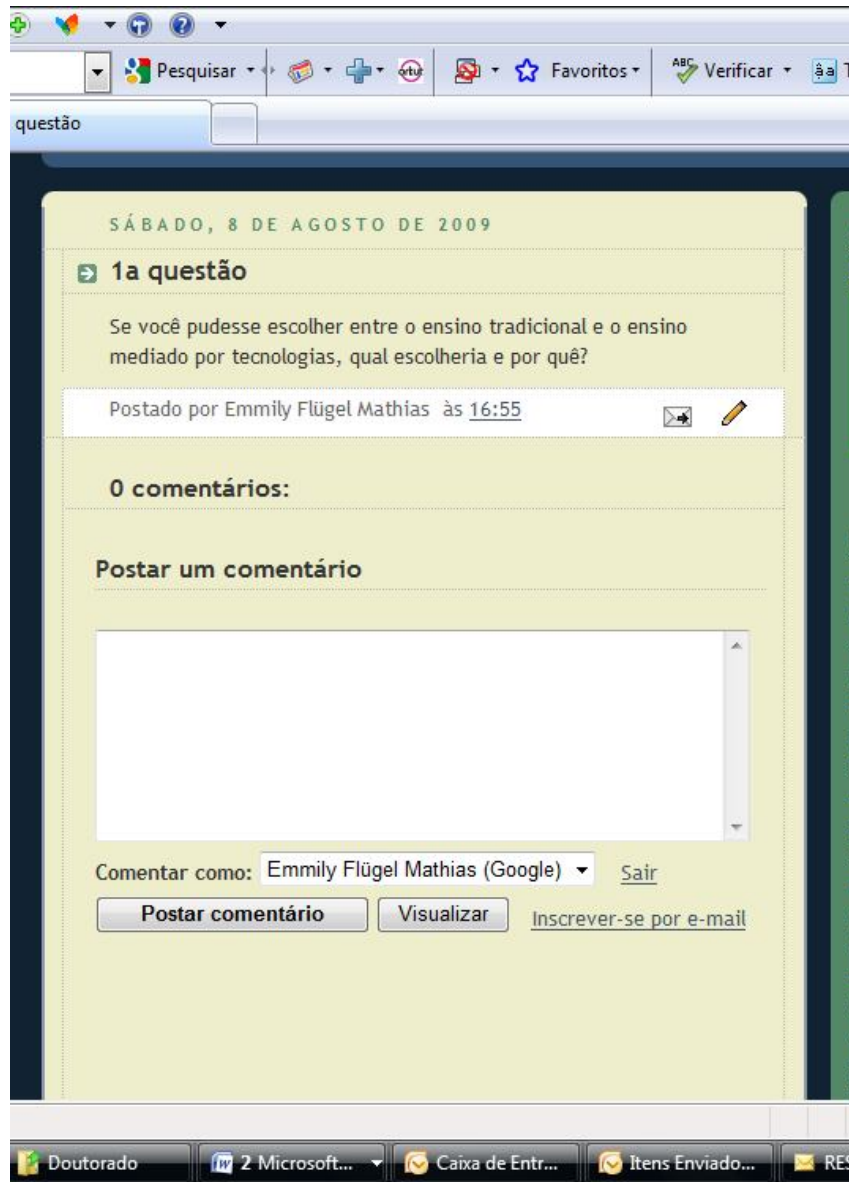 Pesquisar
Favoritos
ABC Verificar
questão
SÁBADO, 8 DE AGOSTO DE 2009
1a questão
Se você pudesse escolher entre o ensino tradicional e o ensino
mediado por tecnologias, qual escolheria e por quê?
Postado por Emmily Flügel Mathias às 16:55
0 comentários:
Postar um comentário
Comentar como: Emmily Flügel Mathias (Google) Sair
Postar comentário Visualizar Inscrever-se por e-mail
Doutorado 2 Microsoft... Caixa de Entr... Itens Enviado... RES